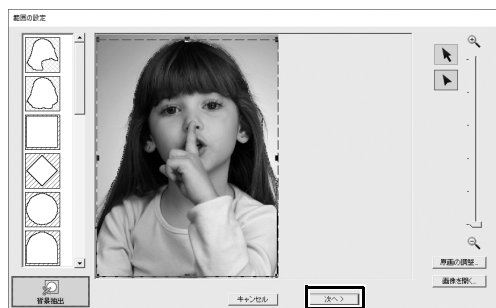 範囲の設定
原画の調整...
画像を開く...
背景抽出
キャンセル
次へ >